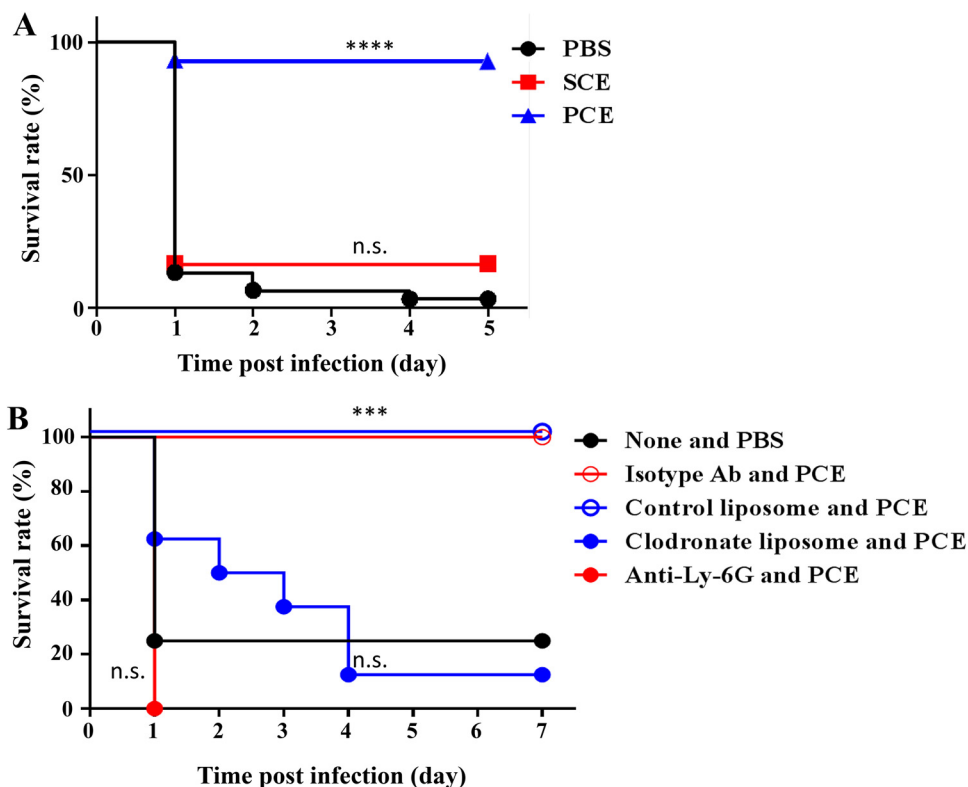 A
Survival rate (%)
100
50
0
0 1 2 3 4 5
Time post infection (day)
****
n.s.
PBS
SCE
PCE
B
Survival rate (%)
100
80
60
40
20
0
0 1 2 3 4 5 6 7
Time post infection (day)
***
n.s.
n.s.
None and PBS
Isotype Ab and PCE
Control liposome and PCE
Clodronate liposome and PCE
Anti-Ly-6G and PCE